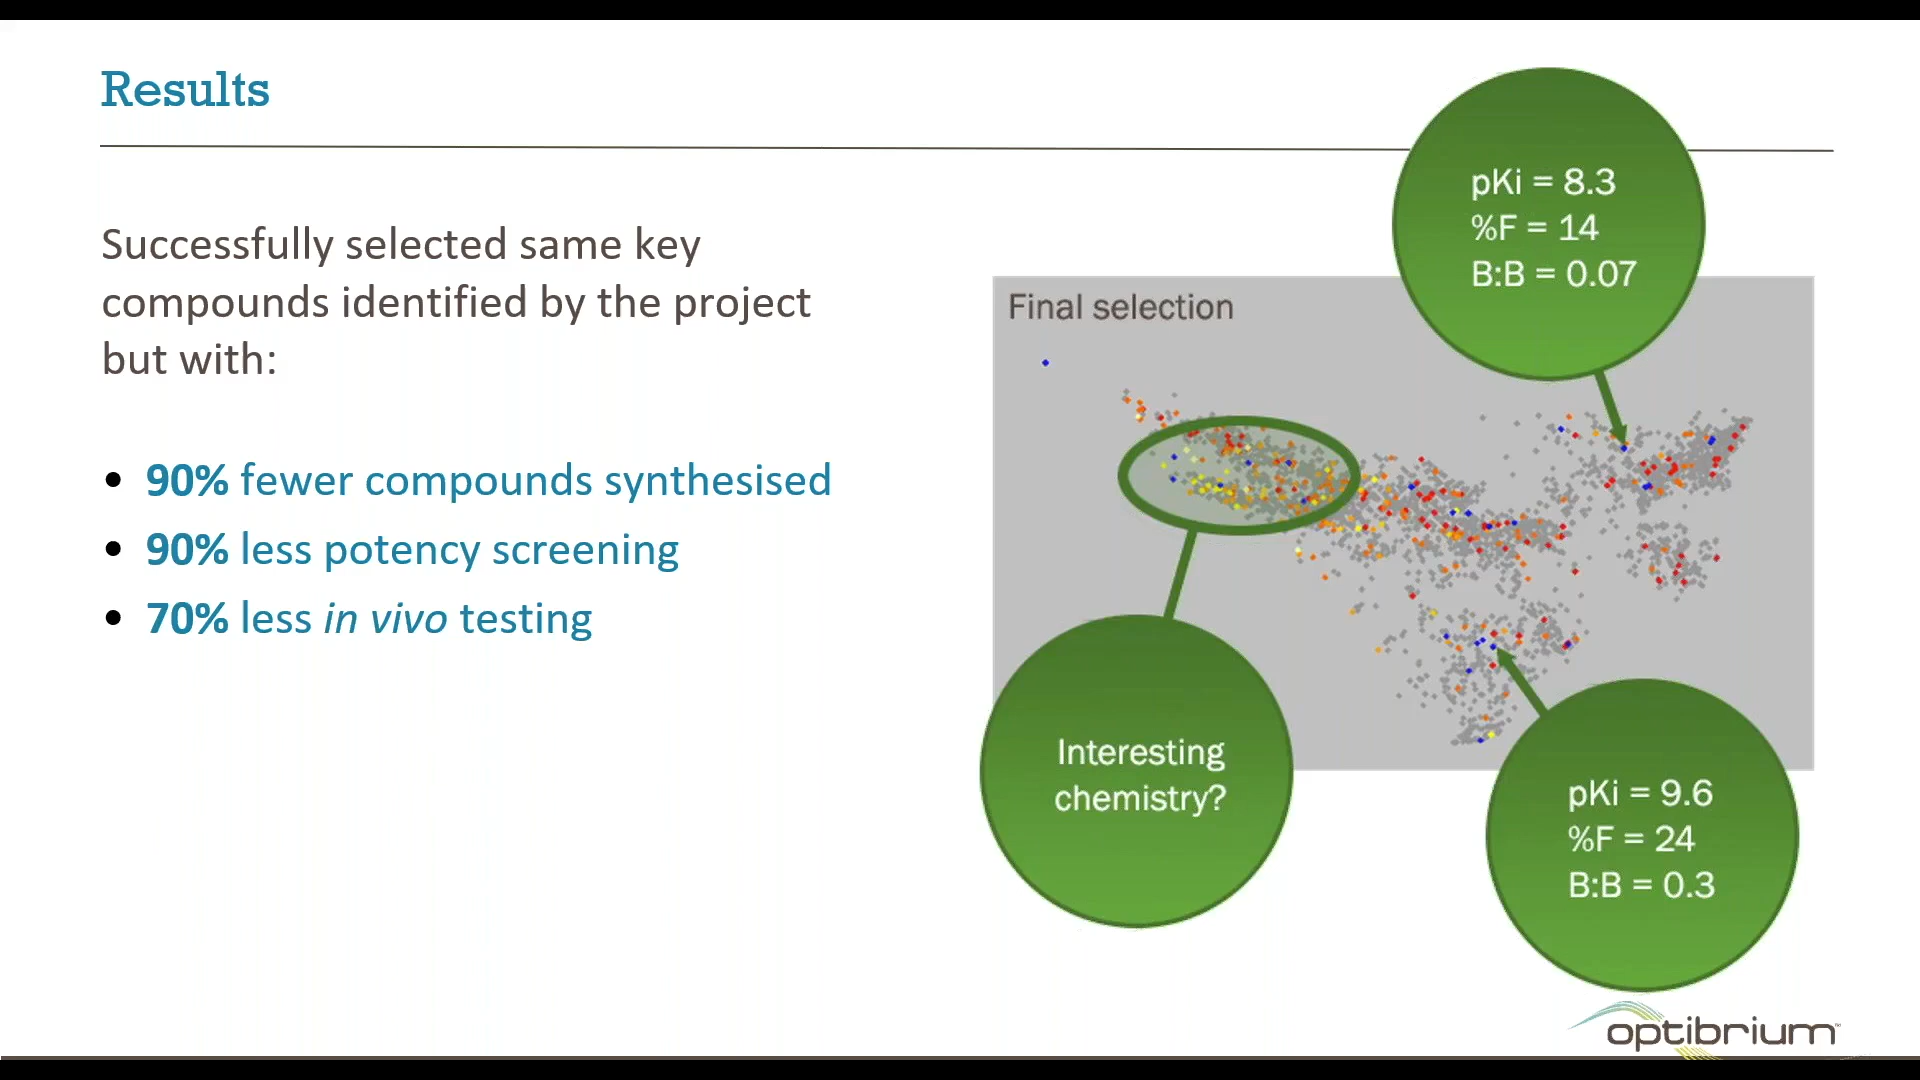 Results
Successfully selected same key
compounds identified by the project
but with:
• 90% fewer compounds synthesised
• 90% less potency screening
• 70% less in vivo testing
Final selection
pKi = 8.3
%F = 14
B:B = 0.07
Interesting
chemistry?
pKi = 9.6
%F = 24
B:B = 0.3
optibrium™